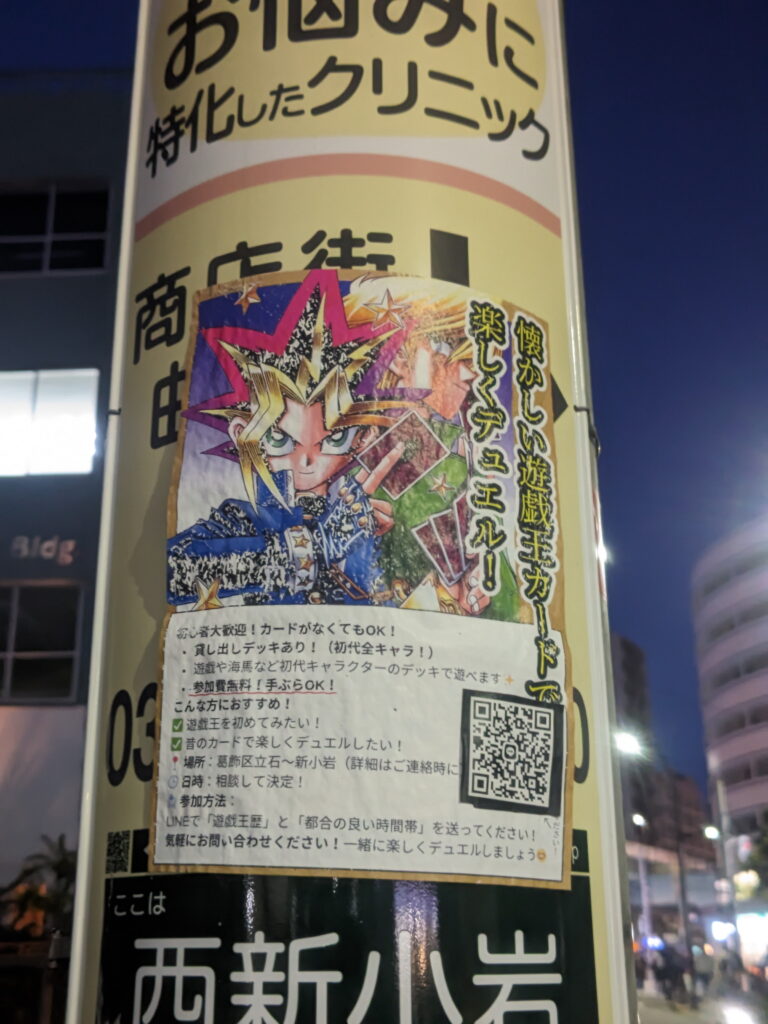 お悩みに
特化したクリニック
商店街
懐かしい遊戯王カードで
楽しくデュエル！
初心者大歓迎！カードがなくてもOK！
・ 貸し出しデッキあり！（初代全キャラ！）
・ 遊戯や海馬など初代キャラクターのデッキで遊べます✨
・ 参加費無料！手ぶらOK！
こんな方におすすめ！
✅ 遊戯王を初めてみたい！
✅ 昔のカードで楽しくデュエルしたい！
📍 場所：葛飾区立石〜新小岩（詳細はご連絡時に
🕒 日時：相談して決定！
参加方法：
LINEで「遊戯王歴」と「都合の良い時間帯」を送ってください！
気軽にお問い合わせください！一緒に楽しくデュエルしましょう😊
Bldg
03
0
ここは
西新小岩